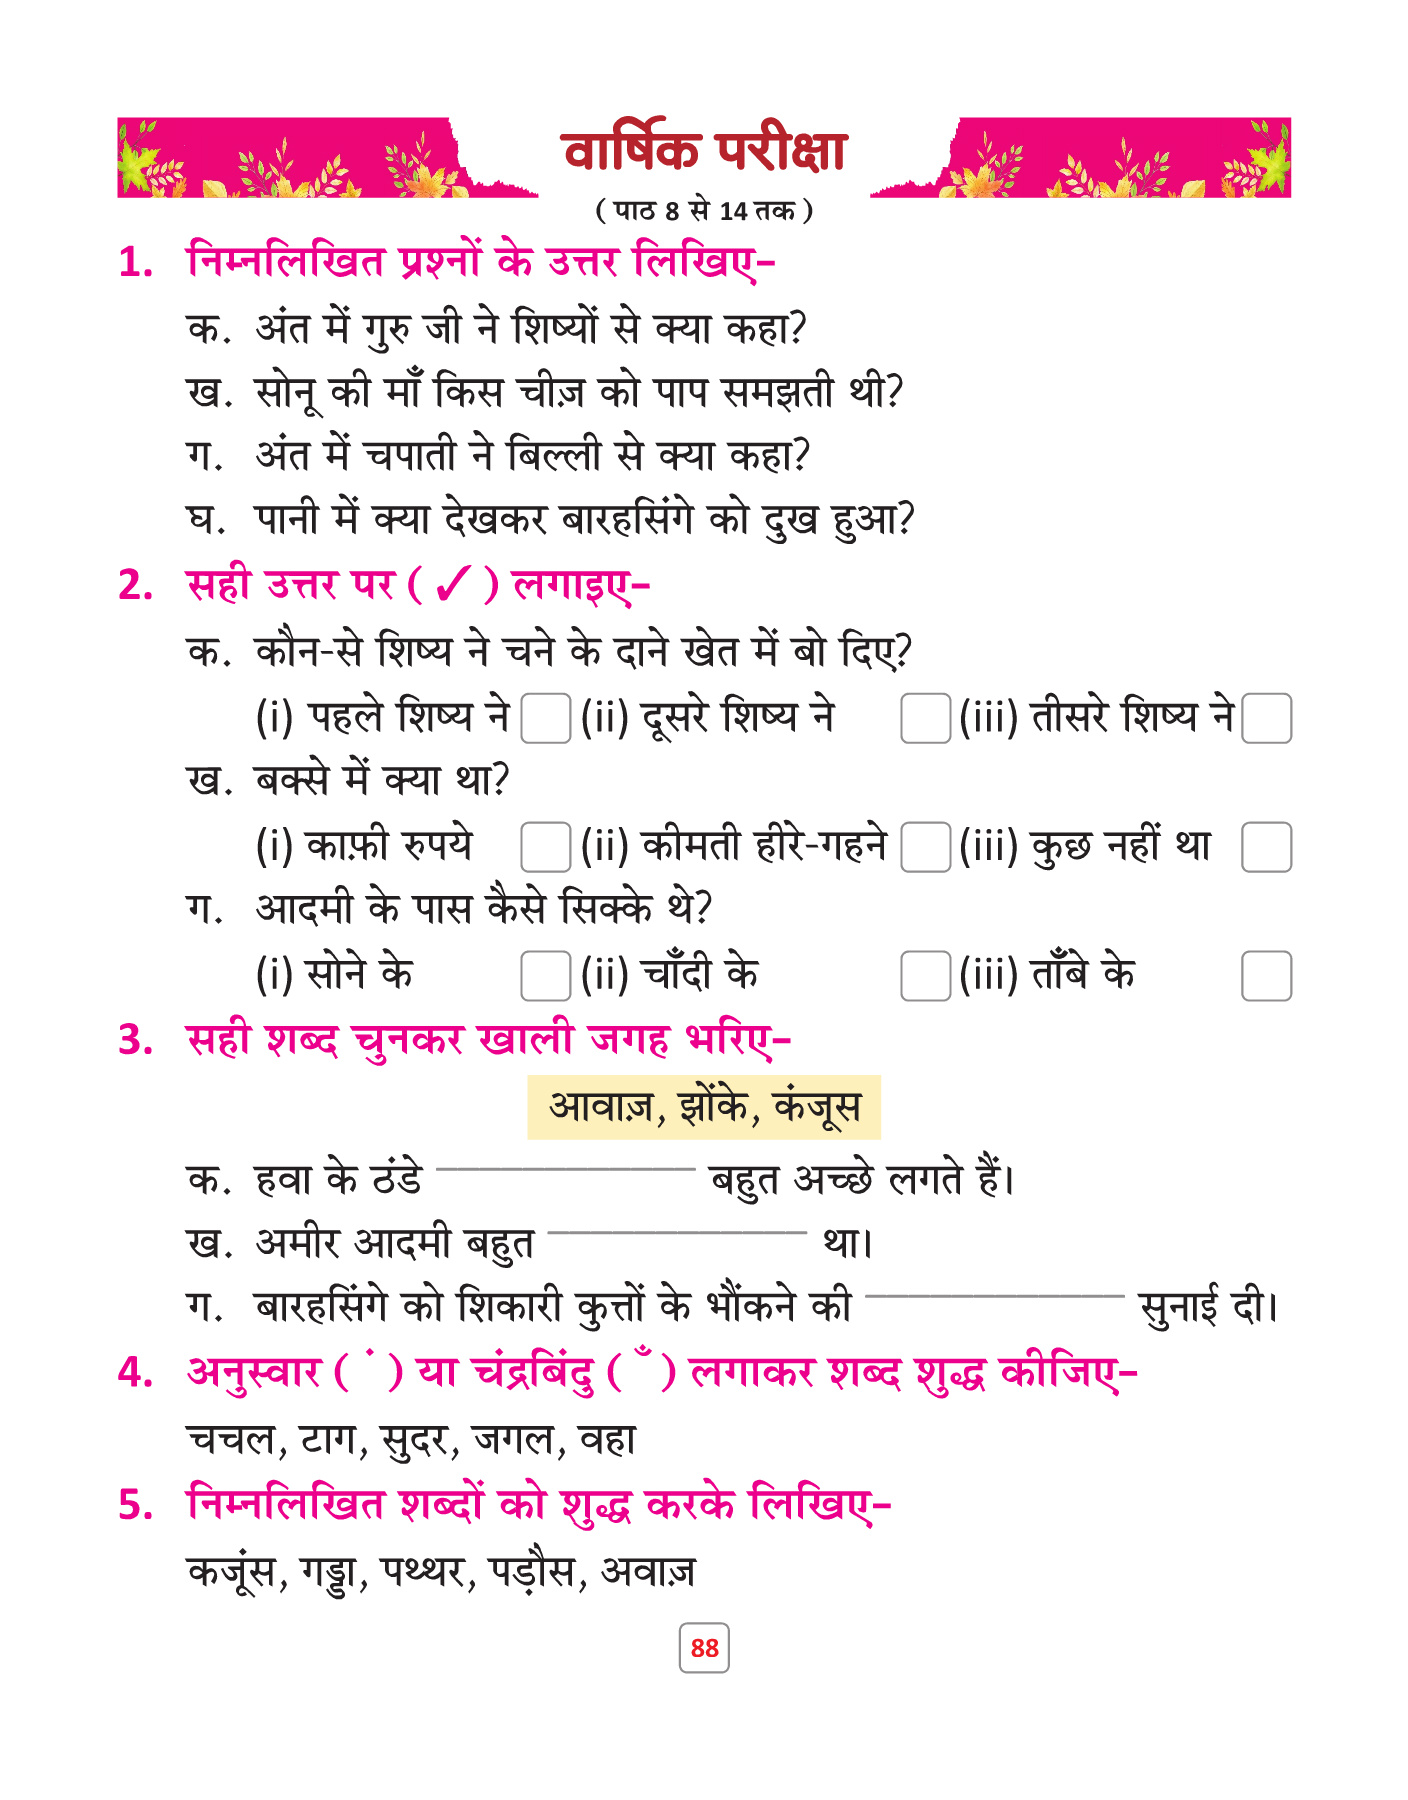 वार्षिक परीक्षा
( पाठ 8 से 14 तक )
1. निम्नलिखित प्रश्नों के उत्तर लिखिए–
क. अंत में गुरु जी ने शिष्यों से क्या कहा?
ख. सोनू की माँ किस चीज़ को पाप समझती थी?
ग. अंत में चपाती ने बिल्ली से क्या कहा?
घ. पानी में क्या देखकर बारहसिंगे को दुख हुआ?
2. सही उत्तर पर ( ✓ ) लगाइए–
क. कौन-से शिष्य ने चने के दाने खेत में बो दिए?
(i) पहले शिष्य ने (ii) दूसरे शिष्य ने (iii) तीसरे शिष्य ने
ख. बक्से में क्या था?
(i) काफ़ी रुपये (ii) कीमती हीरे-गहने (iii) कुछ नहीं था
ग. आदमी के पास कैसे सिक्के थे?
(i) सोने के (ii) चाँदी के (iii) ताँबे के
3. सही शब्द चुनकर खाली जगह भरिए–
आवाज़, झोंके, कंजूस
क. हवा के ठंडे ____________ बहुत अच्छे लगते हैं।
ख. अमीर आदमी बहुत ____________ था।
ग. बारहसिंगे को शिकारी कुत्तों के भौंकने की ____________ सुनाई दी।
4. अनुस्वार ( ं ) या चंद्रबिंदु ( ँ ) लगाकर शब्द शुद्ध कीजिए–
चचल, टाग, सुदर, जगल, वहा
5. निम्नलिखित शब्दों को शुद्ध करके लिखिए–
कजूंस, गड्डा, पथ्थर, पड़ौस, अवाज़
88